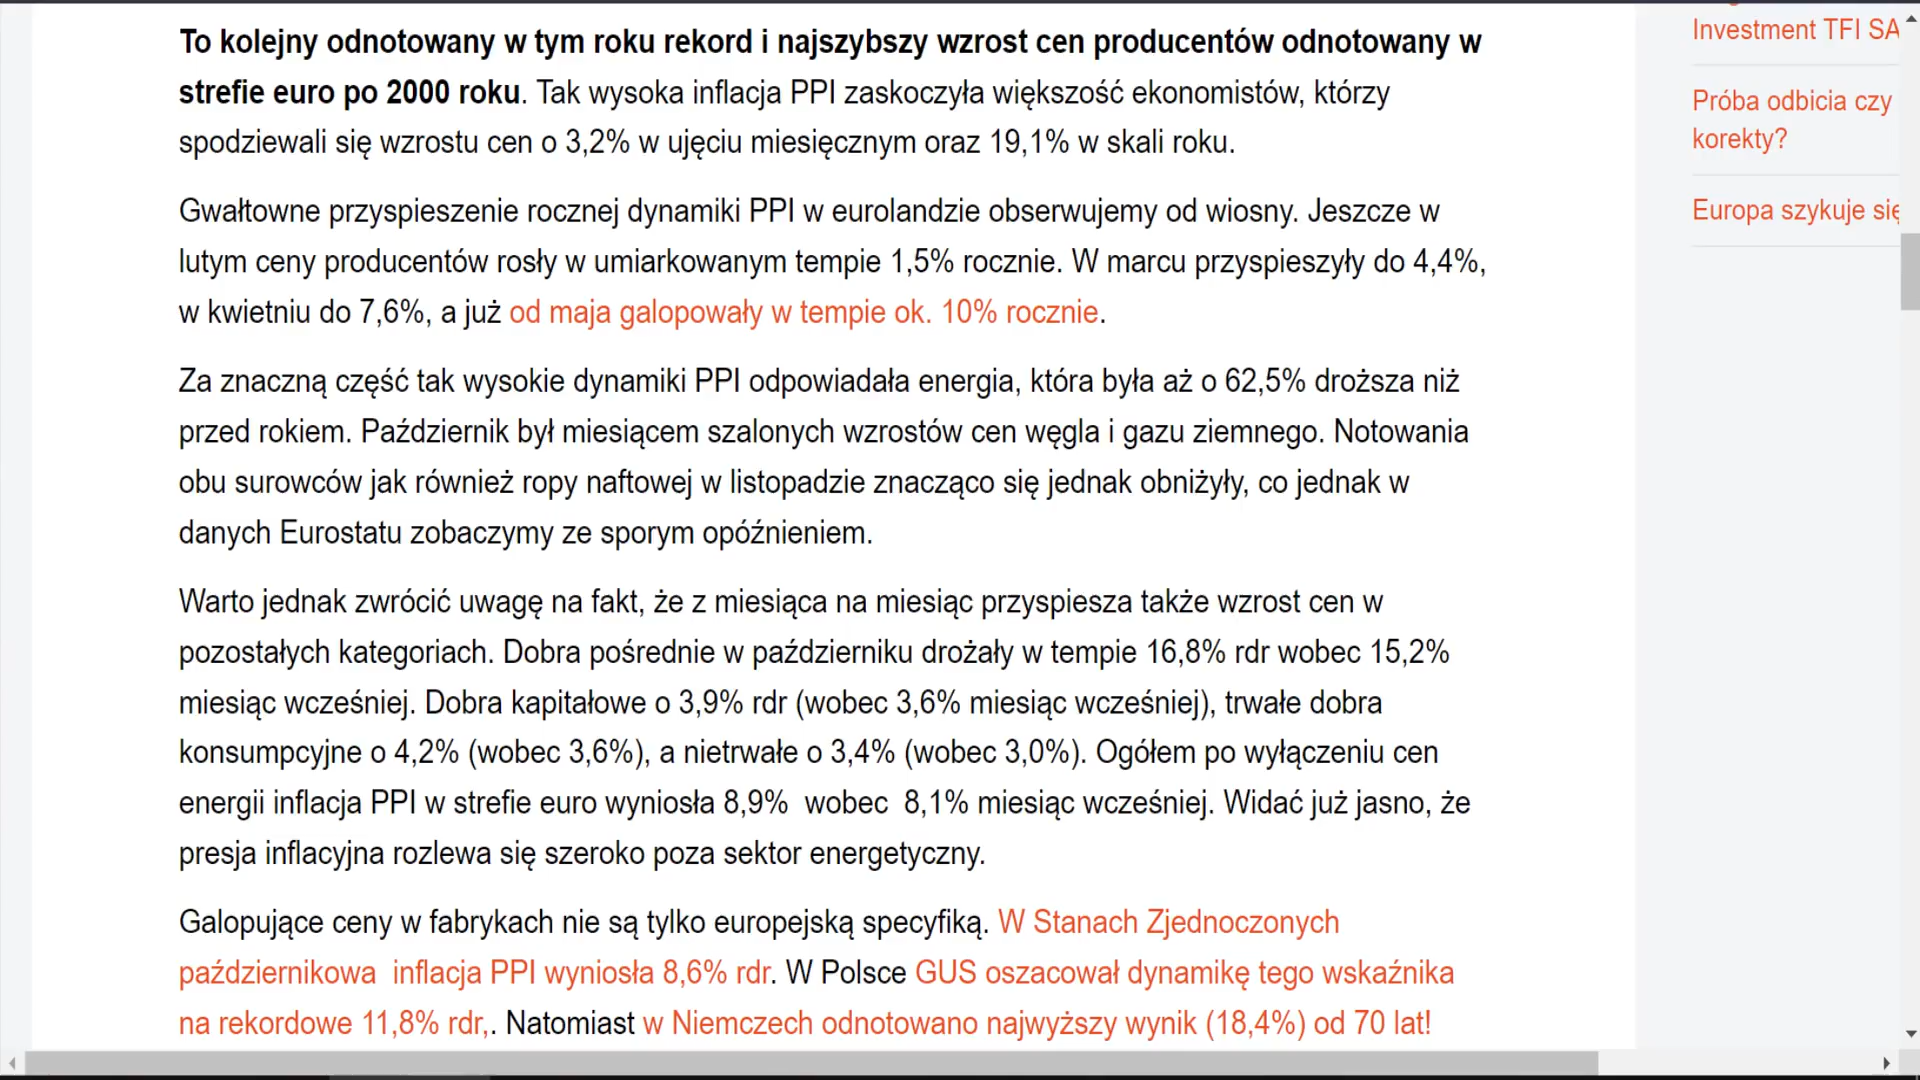 To kolejny odnotowany w tym roku rekord i najszybszy wzrost cen producentów odnotowany w
strefie euro po 2000 roku. Tak wysoka inflacja PPI zaskoczyła większość ekonomistów, którzy
spodziewali się wzrostu cen o 3,2% w ujęciu miesięcznym oraz 19,1% w skali roku.
Gwałtowne przyspieszenie rocznej dynamiki PPI w eurolandzie obserwujemy od wiosny. Jeszcze w
lutym ceny producentów rosły w umiarkowanym tempie 1,5% rocznie. W marcu przyspieszyły do 4,4%,
w kwietniu do 7,6%, a już od maja galopowały w tempie ok. 10% rocznie.
Za znaczną część tak wysokie dynamiki PPI odpowiadała energia, która była aż o 62,5% droższa niż
przed rokiem. Październik był miesiącem szalonych wzrostów cen węgla i gazu ziemnego. Notowania
obu surowców jak również ropy naftowej w listopadzie znacząco się jednak obniżyły, co jednak w
danych Eurostatu zobaczymy ze sporym opóźnieniem.
Warto jednak zwrócić uwagę na fakt, że z miesiąca na miesiąc przyspiesza także wzrost cen w
pozostałych kategoriach. Dobra pośrednie w październiku drożały w tempie 16,8% rdr wobec 15,2%
miesiąc wcześniej. Dobra kapitałowe o 3,9% rdr (wobec 3,6% miesiąc wcześniej), trwałe dobra
konsumpcyjne o 4,2% (wobec 3,6%), a nietrwałe o 3,4% (wobec 3,0%). Ogółem po wyłączeniu cen
energii inflacja PPI w strefie euro wyniosła 8,9%  wobec  8,1% miesiąc wcześniej. Widać już jasno, że
presja inflacyjna rozlewa się szeroko poza sektor energetyczny.
Galopujące ceny w fabrykach nie są tylko europejską specyfiką. W Stanach Zjednoczonych
październikowa  inflacja PPI wyniosła 8,6% rdr. W Polsce GUS oszacował dynamikę tego wskaźnika
na rekordowe 11,8% rdr,. Natomiast w Niemczech odnotowano najwyższy wynik (18,4%) od 70 lat!
Investment TFI SA
Próba odbicia czy
korekty?
Europa szykuje się